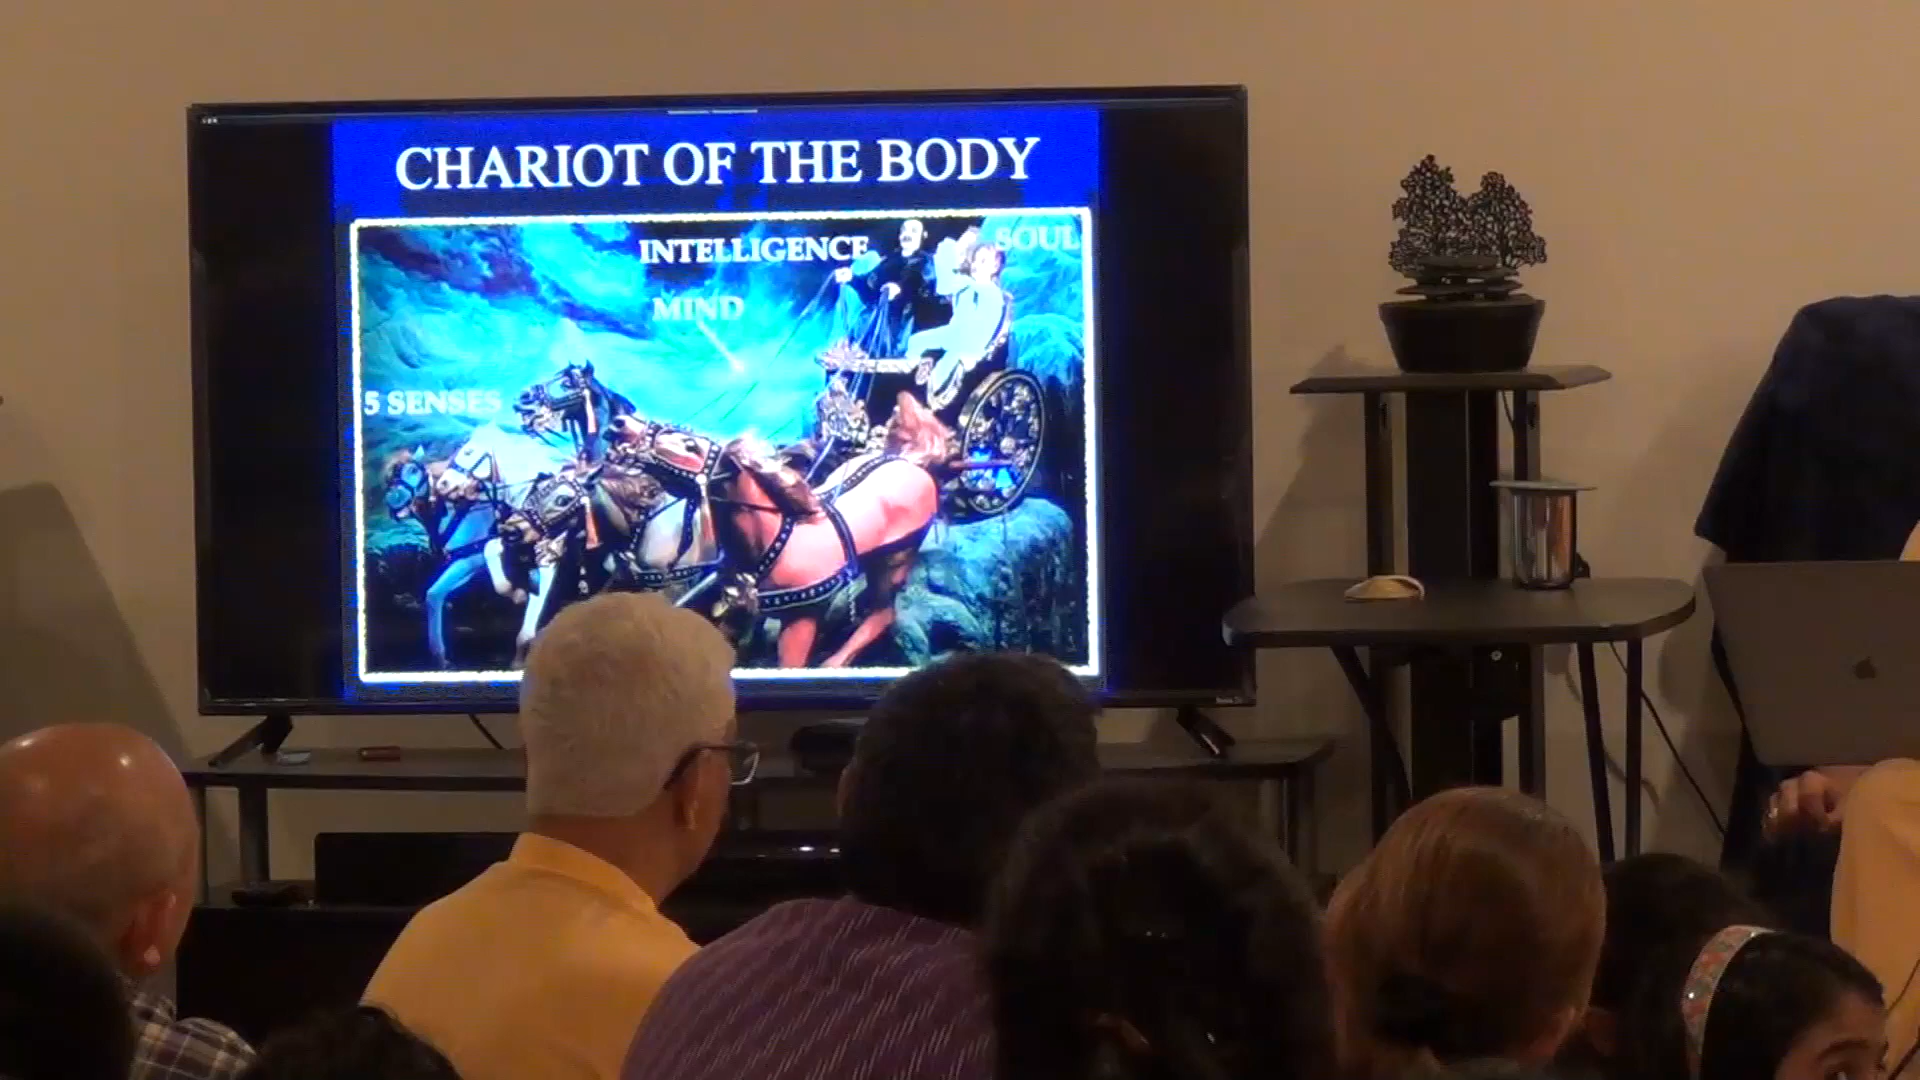 CHARIOT OF THE BODY
INTELLIGENCE
SOUL
MIND
5 SENSES